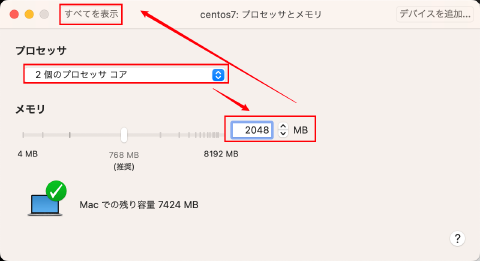 すべてを表示
centos7: プロセッサとメモリ
デバイスを追加...
プロセッサ
2 個のプロセッサ コア
メモリ
2048 MB
4 MB
768 MB
(推奨)
8192 MB
Mac での残り容量 7424 MB
?